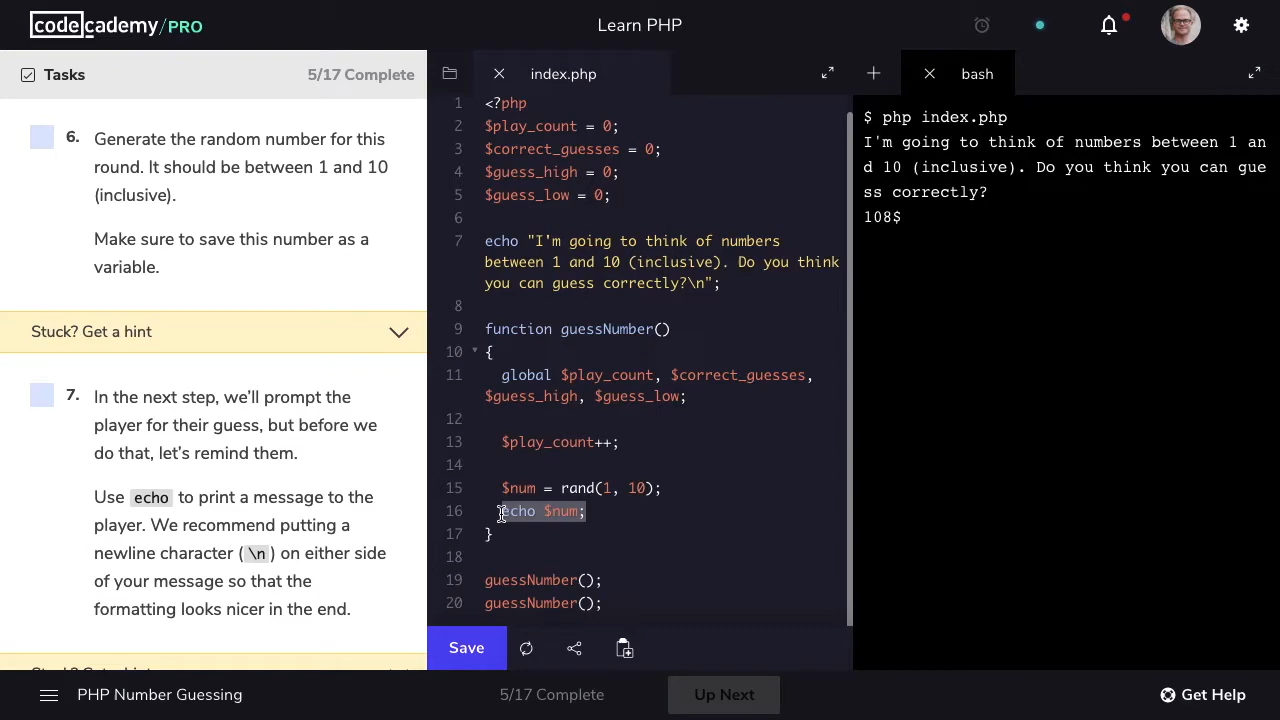 codecademy/PRO
Learn PHP
Tasks
5/17 Complete
6.
Generate the random number for this
round. It should be between 1 and 10
(inclusive).
Make sure to save this number as a
variable.
Stuck? Get a hint
7.
In the next step, we'll prompt the
player for their guess, but before we
do that, let's remind them.
Use echo to print a message to the
player. We recommend putting a
newline character (\n) on either side
of your message so that the
formatting looks nicer in the end.
index.php
1 <?php
2 $play_count = 0;
3 $correct_guesses = 0;
4 $guess_high = 0;
5 $guess_low = 0;
6
7 echo "I'm going to think of numbers
between 1 and 10 (inclusive). Do you think
you can guess correctly?\n";
8
9 function guessNumber()
10 {
11 global $play_count, $correct_guesses,
$guess_high, $guess_low;
12
13 $play_count++;
14
15 $num = rand(1, 10);
16 echo $num;
17 }
18
19 guessNumber();
20 guessNumber();
Save
bash
$ php index.php
I'm going to think of numbers between 1 an
d 10 (inclusive). Do you think you can gue
ss correctly?
108$
PHP Number Guessing
5/17 Complete
Up Next
Get Help